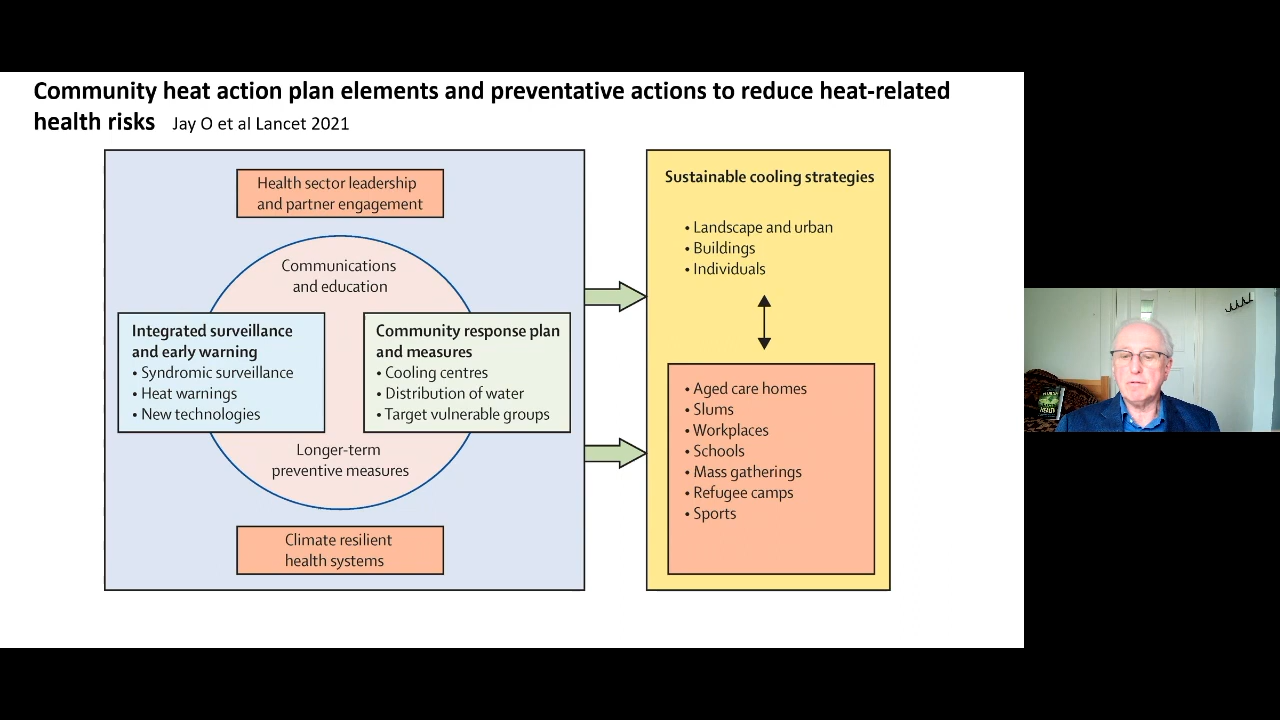 Community heat action plan elements and preventative actions to reduce heat-related
health risks Jay O et al Lancet 2021
Health sector leadership
and partner engagement
Communications
and education
Integrated surveillance
and early warning
• Syndromic surveillance
• Heat warnings
• New technologies
Community response plan
and measures
• Cooling centres
• Distribution of water
• Target vulnerable groups
Longer-term
preventive measures
Climate resilient
health systems
Sustainable cooling strategies
• Landscape and urban
• Buildings
• Individuals
• Aged care homes
• Slums
• Workplaces
• Schools
• Mass gatherings
• Refugee camps
• Sports